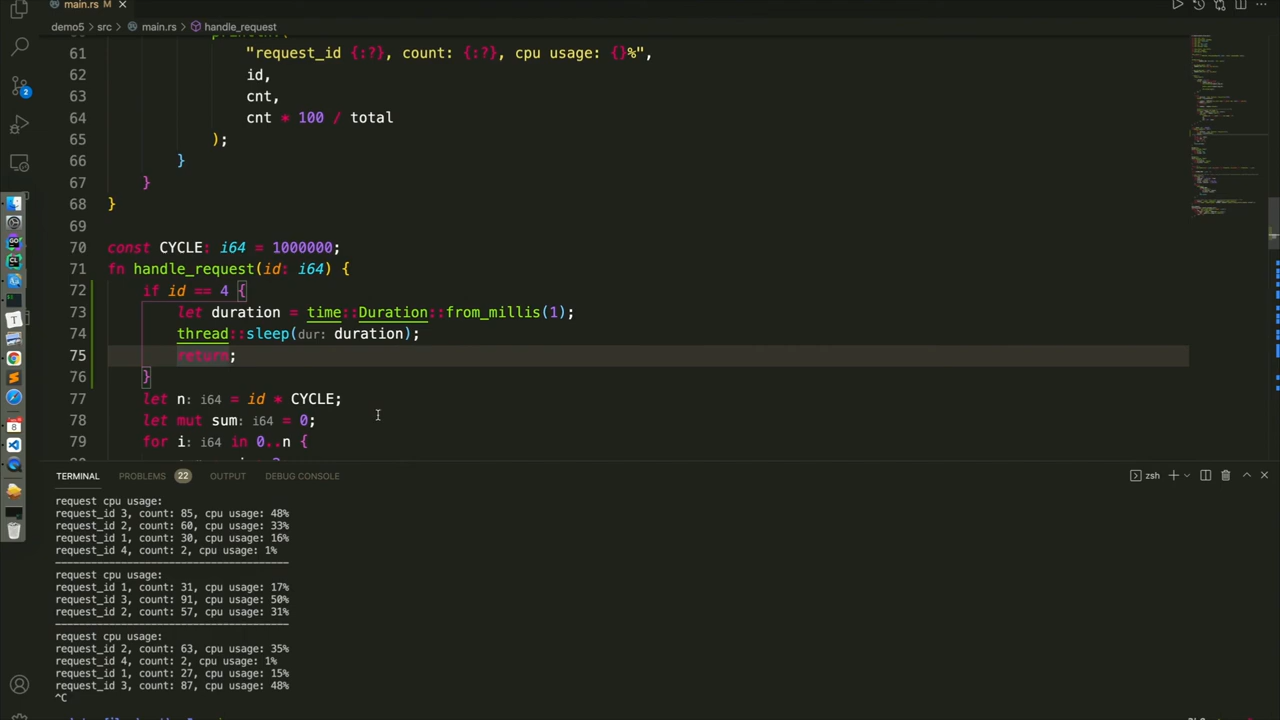 main.rs M
demo5 > src > main.rs > handle_request
61 "request_id {:?}, count: {:?}, cpu usage: {}%",
62 id,
63 cnt,
64 cnt * 100 / total
65 );
66 }
67 }
68 }
69
70 const CYCLE: i64 = 1000000;
71 fn handle_request(id: i64) {
72 if id == 4 {
73 let duration = time::Duration::from_millis(1);
74 thread::sleep(dur: duration);
75 return;
76 }
77 let n: i64 = id * CYCLE;
78 let mut sum: i64 = 0;
79 for i: i64 in 0..n {
2
TERMINAL PROBLEMS 22 OUTPUT DEBUG CONSOLE zsh
request cpu usage:
request_id 3, count: 85, cpu usage: 48%
request_id 2, count: 60, cpu usage: 33%
request_id 1, count: 30, cpu usage: 16%
request_id 4, count: 2, cpu usage: 1%
request cpu usage:
request_id 1, count: 31, cpu usage: 17%
request_id 3, count: 91, cpu usage: 50%
request_id 2, count: 57, cpu usage: 31%
request cpu usage:
request_id 2, count: 63, cpu usage: 35%
request_id 4, count: 2, cpu usage: 1%
request_id 1, count: 27, cpu usage: 15%
request_id 3, count: 87, cpu usage: 48%
^C